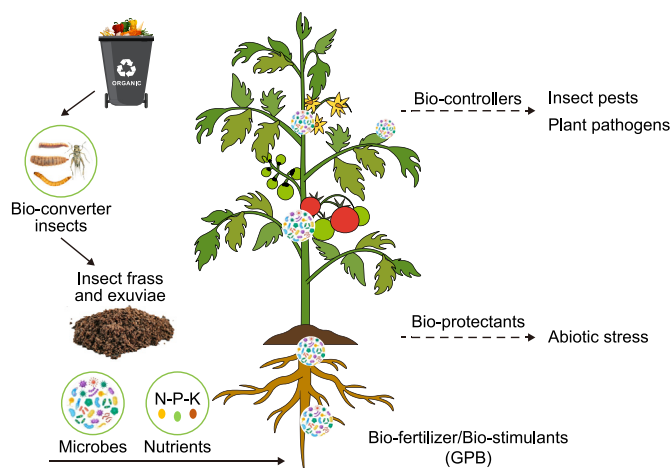 ORGANIC
Bio-converter
insects
Insect frass
and exuviae
N-P-K
Microbes
Nutrients
Bio-controllers
Insect pests
Plant pathogens
Bio-protectants
Abiotic stress
Bio-fertilizer/Bio-stimulants
(GPB)